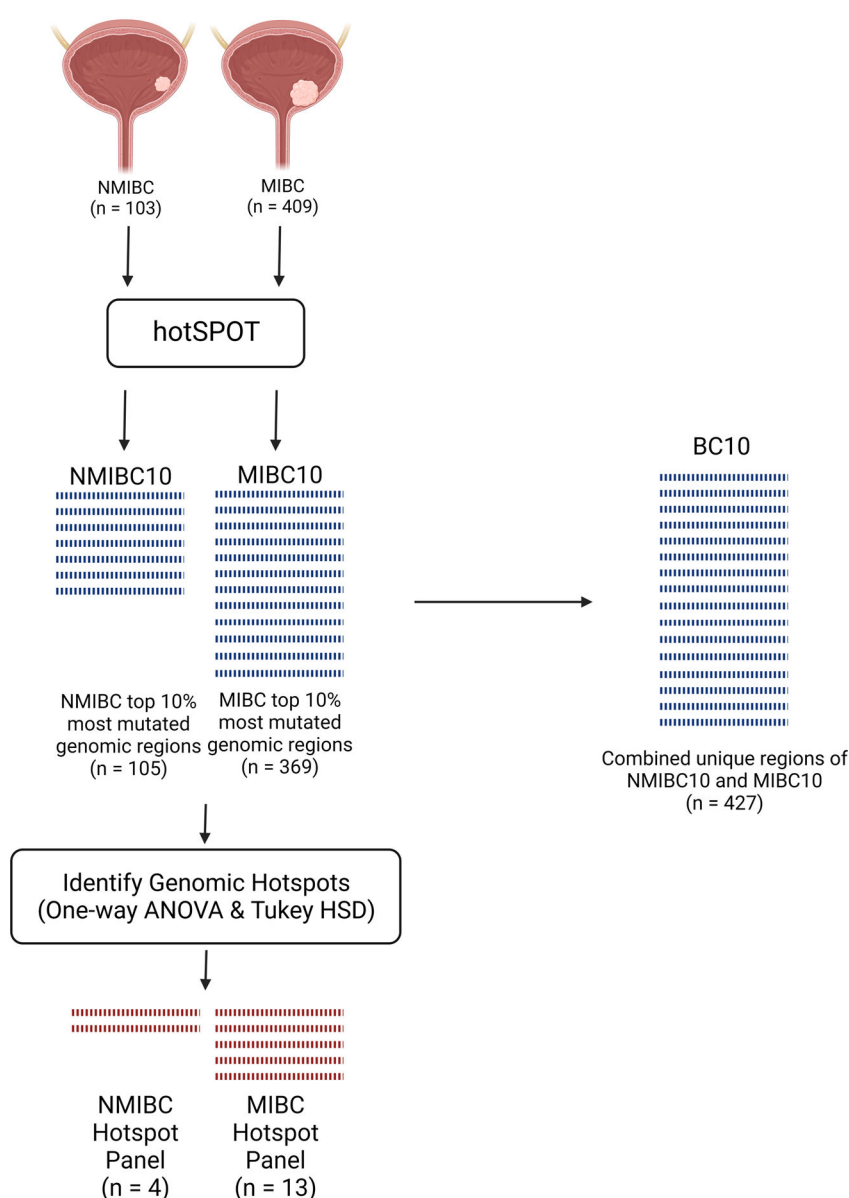 NMIBC
(n = 103)
MIBC
(n = 409)
hotSPOT
NMIBC10
MIBC10
BC10
NMIBC top 10%
most mutated
genomic regions
(n = 105)
MIBC top 10%
most mutated
genomic regions
(n = 369)
Combined unique regions of
NMIBC10 and MIBC10
(n = 427)
Identify Genomic Hotspots
(One-way ANOVA & Tukey HSD)
NMIBC
Hotspot
Panel
(n = 4)
MIBC
Hotspot
Panel
(n = 13)